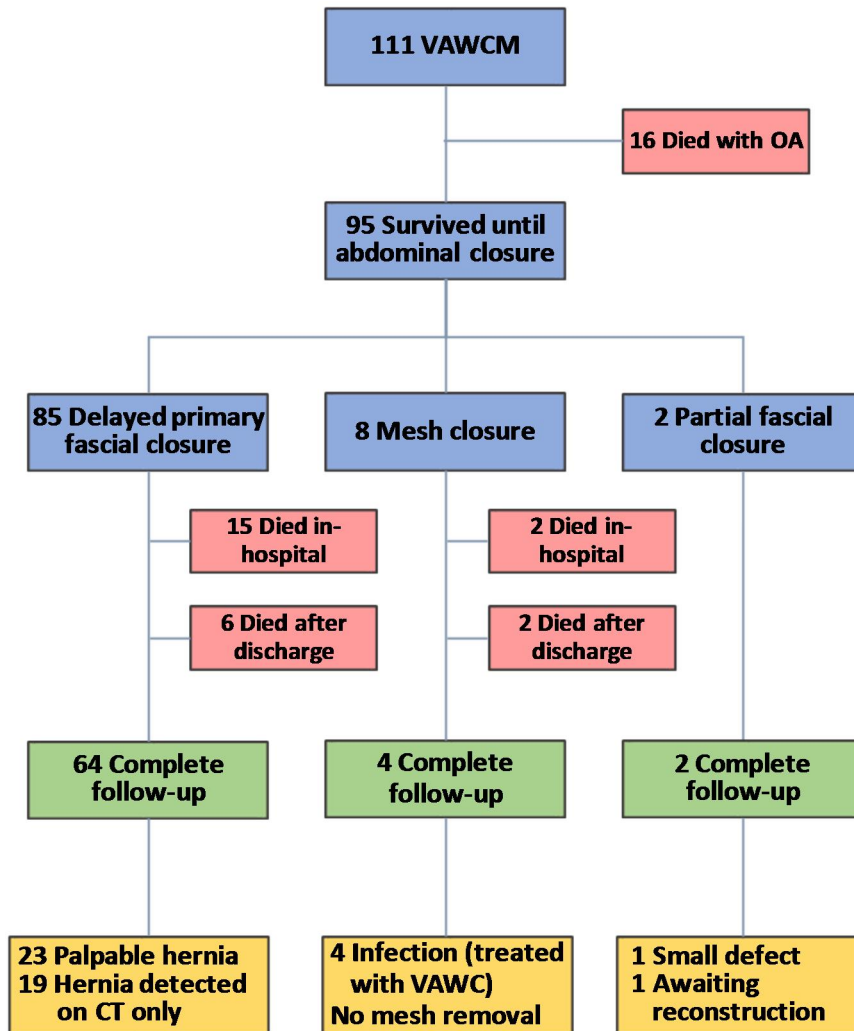 111 VAWCM
16 Died with OA
95 Survived until
abdominal closure
85 Delayed primary
fascial closure
8 Mesh closure
2 Partial fascial
closure
15 Died in-
hospital
2 Died in-
hospital
6 Died after
discharge
2 Died after
discharge
64 Complete
follow-up
4 Complete
follow-up
2 Complete
follow-up
23 Palpable hernia
19 Hernia detected
on CT only
4 Infection (treated
with VAWC)
No mesh removal
1 Small defect
1 Awaiting
reconstruction